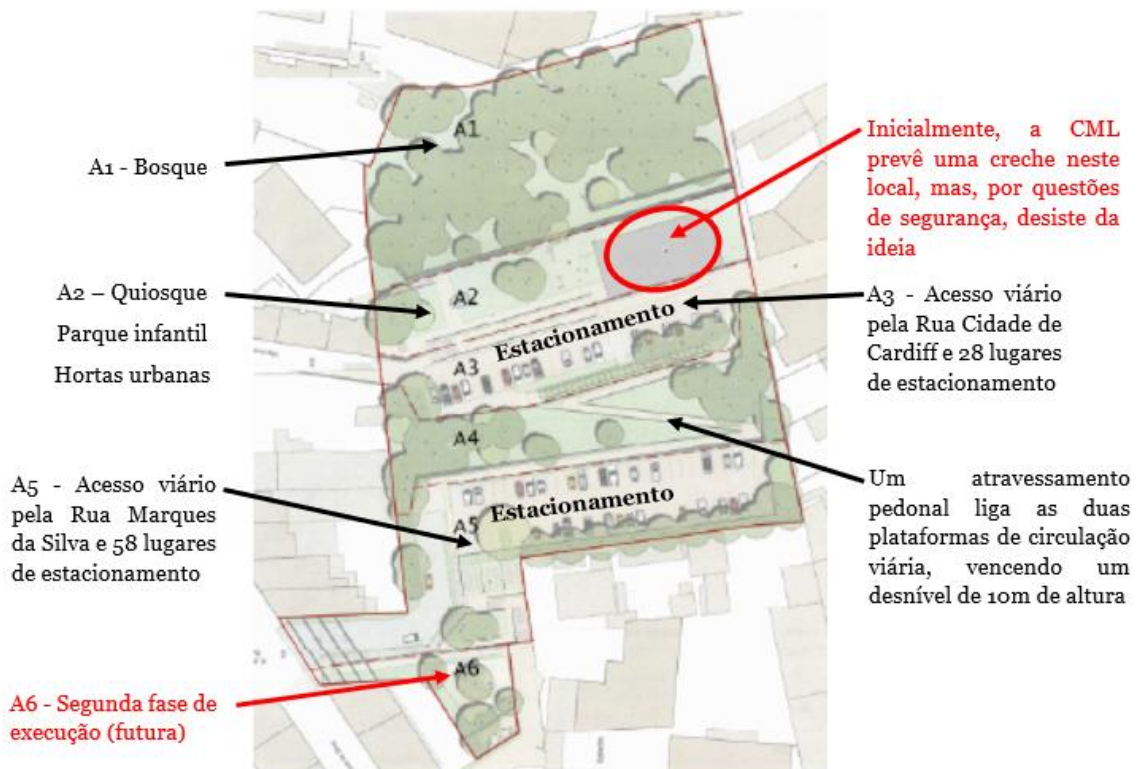 A1
A1 - Bosque
Inicialmente, a CML
prevê uma creche neste
local, mas, por questões
de segurança, desiste da
ideia
A2 – Quiosque
Parque infantil
Hortas urbanas
A2
Estacionamento
A3
A3 - Acesso viário
pela Rua Cidade de
Cardiff e 28 lugares
de estacionamento
A4
A5 - Acesso viário
pela Rua Marques
da Silva e 58 lugares
de estacionamento
Estacionamento
A5
Um atravessamento
pedonal liga as duas
plataformas de circulação
viária, vencendo um
desnível de 10m de altura
A6
A6 - Segunda fase de
execução (futura)